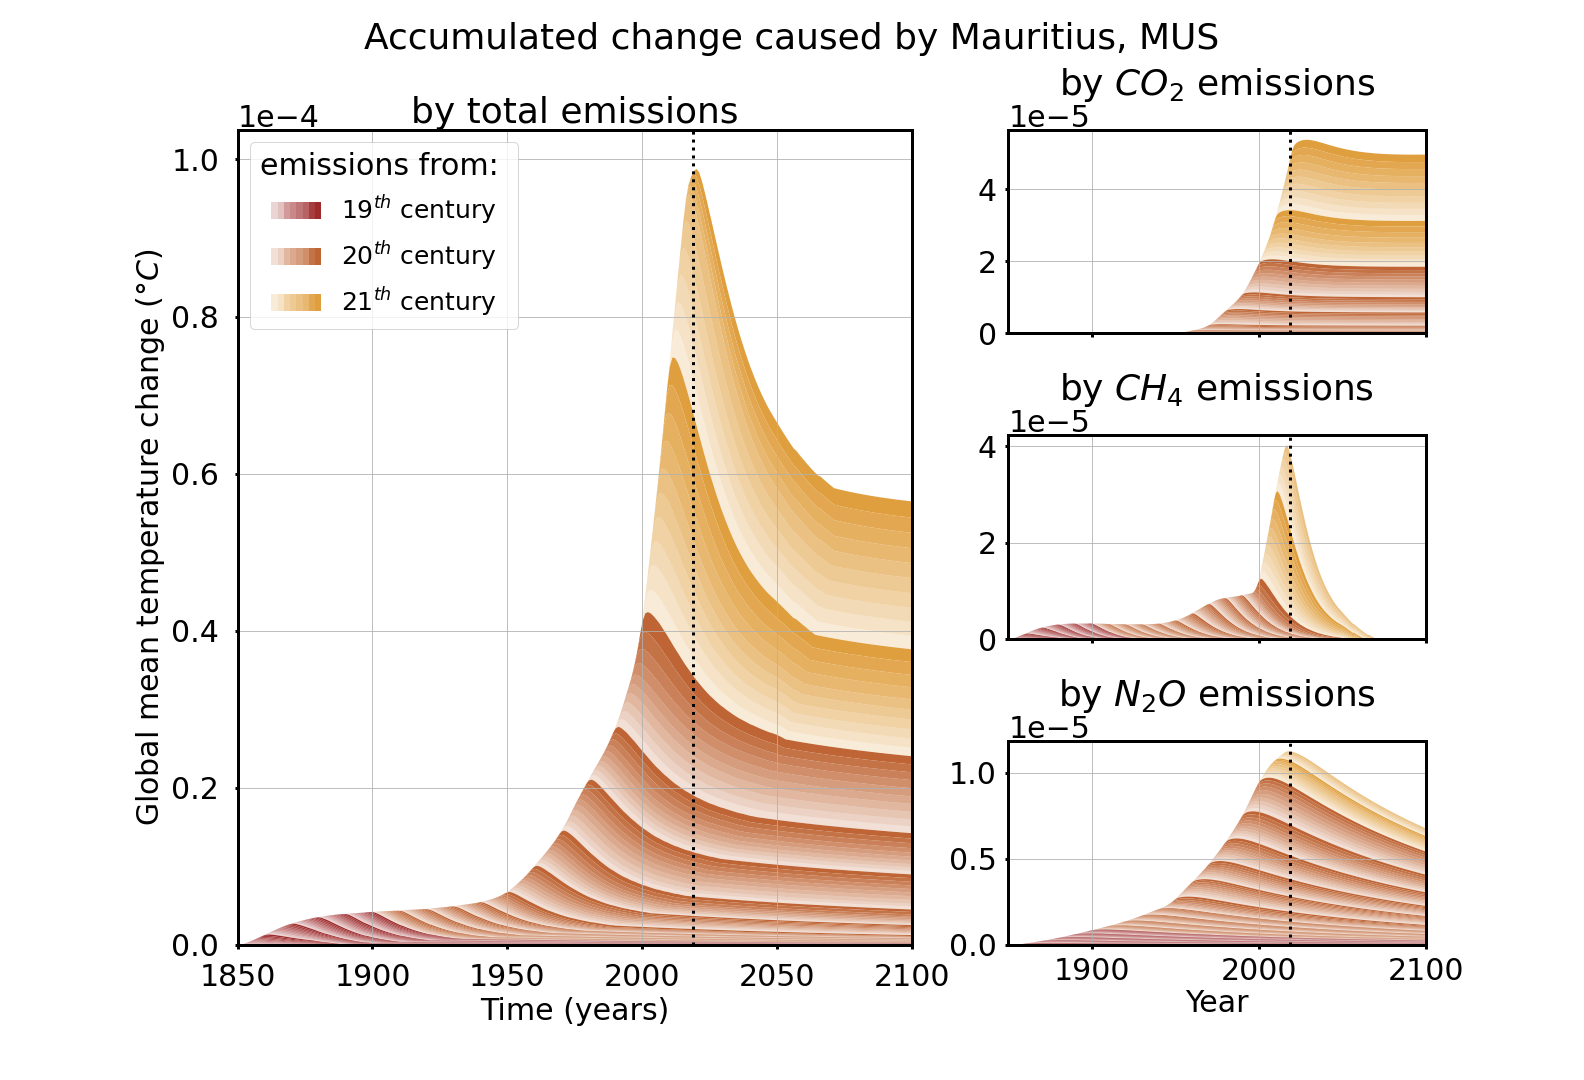 Accumulated change caused by Mauritius, MUS
by total emissions
1e−4
emissions from:
19th century
20th century
21th century
Global mean temperature change (°C)
1.0
0.8
0.6
0.4
0.2
0.0
1850 1900 1950 2000 2050 2100
Time (years)
by CO2 emissions
1e−5
4
2
0
by CH4 emissions
1e−5
4
2
0
by N2O emissions
1e−5
1.0
0.5
0.0
1900 2000 2100
Year